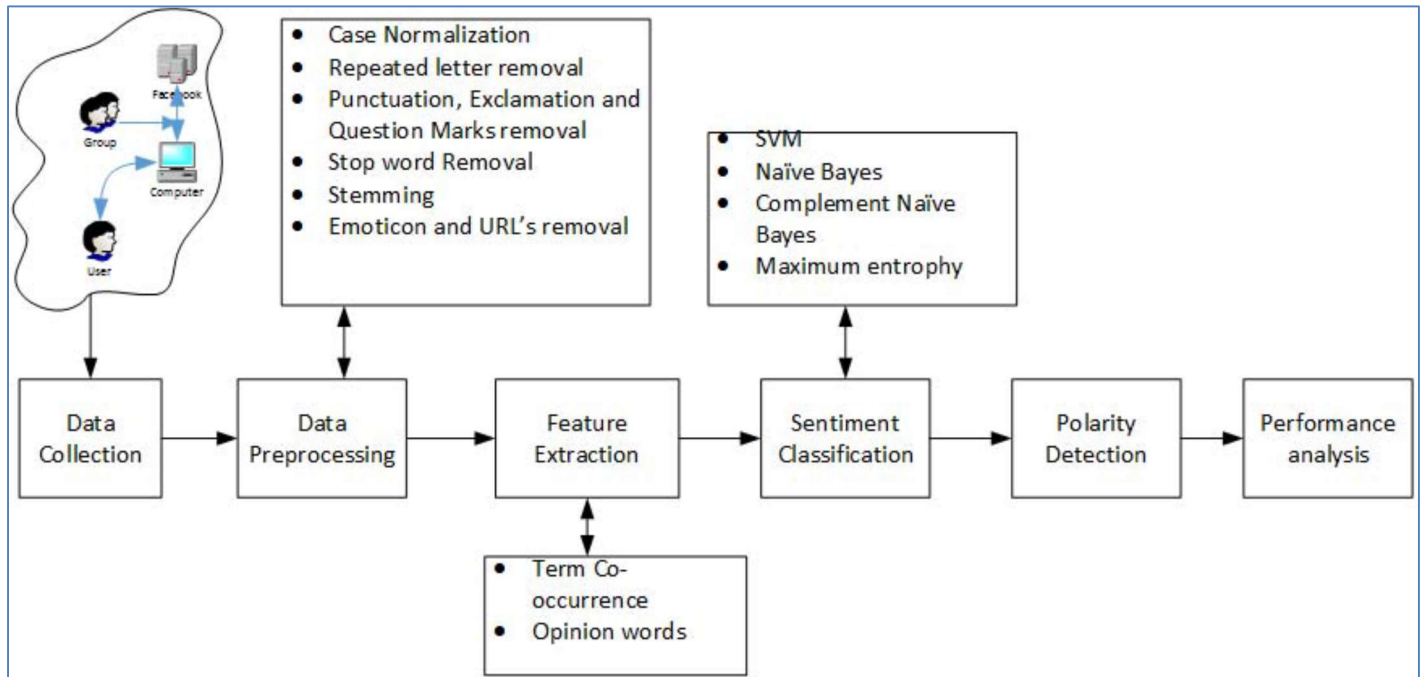 Facebook
Group
Computer
User
• Case Normalization
• Repeated letter removal
• Punctuation, Exclamation and
Question Marks removal
• Stop word Removal
• Stemming
• Emoticon and URL's removal
• SVM
• Naïve Bayes
• Complement Naïve
Bayes
• Maximum entrophy
Data
Collection
Data
Preprocessing
Feature
Extraction
Sentiment
Classification
Polarity
Detection
Performance
analysis
• Term Co-
occurrence
• Opinion words